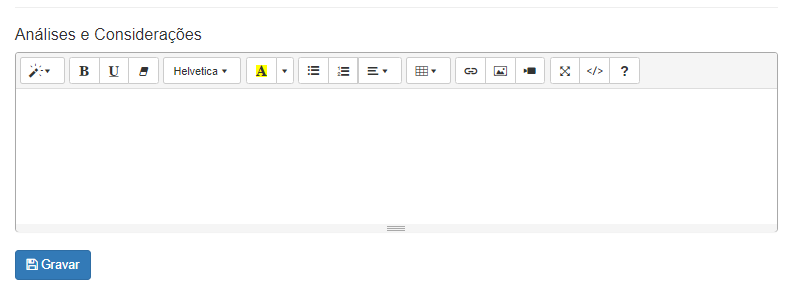 Análises e Considerações
B U Helvetica A </> ?
Gravar